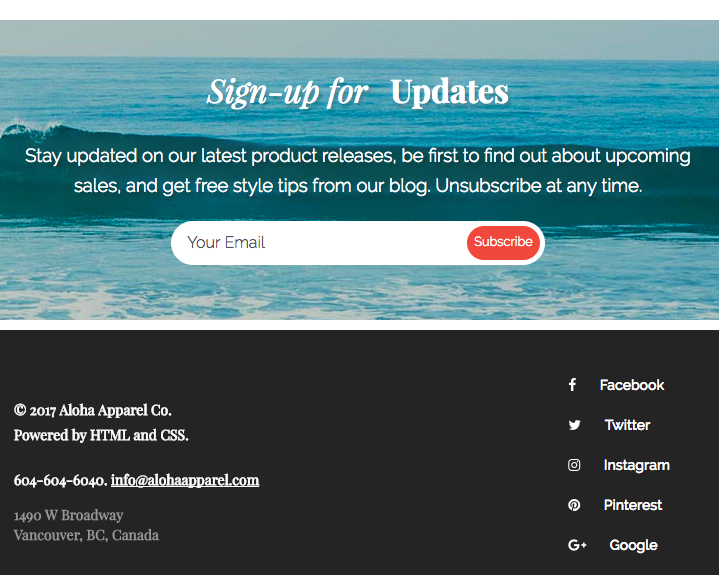 Sign-up for Updates
Stay updated on our latest product releases, be first to find out about upcoming
sales, and get free style tips from our blog. Unsubscribe at any time.
Your Email
Subscribe
© 2017 Aloha Apparel Co.
Powered by HTML and CSS.
604-604-6040. info@alohaapparel.com
1490 W Broadway
Vancouver, BC, Canada
Facebook
Twitter
Instagram
Pinterest
G+ Google